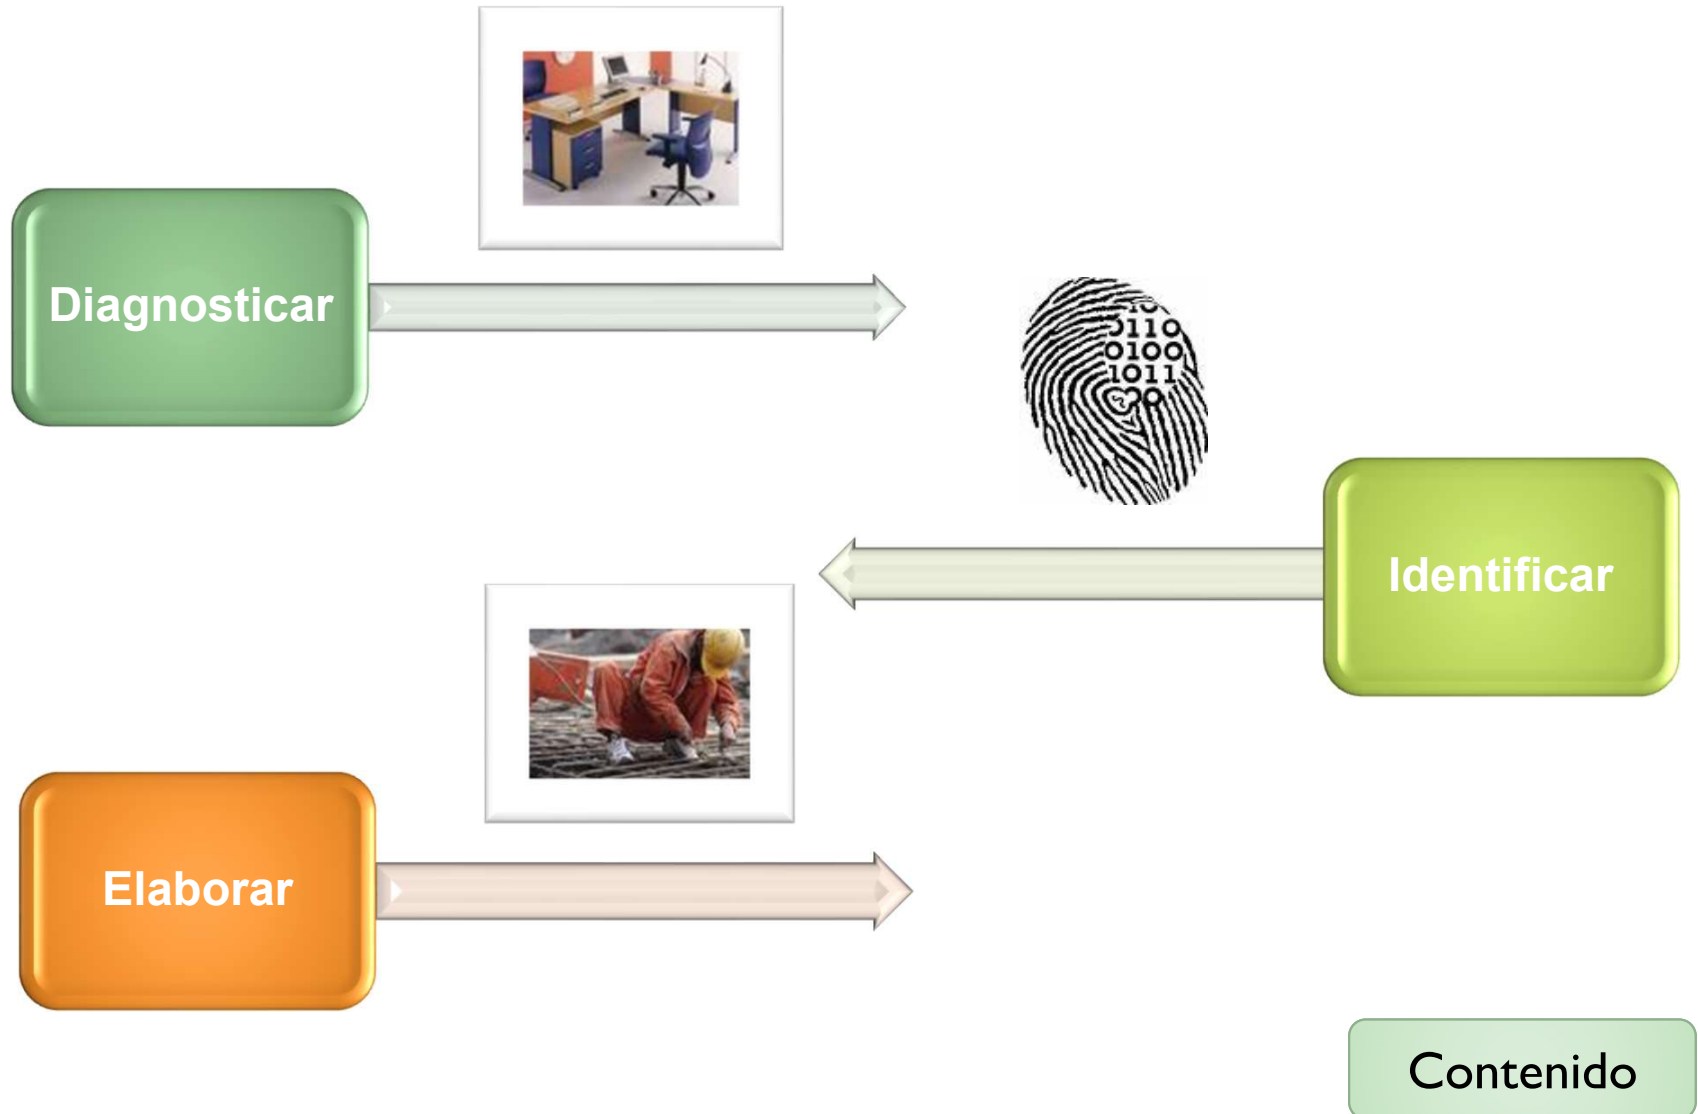 Diagnosticar
0110
0100
1011
Identificar
Elaborar
Contenido